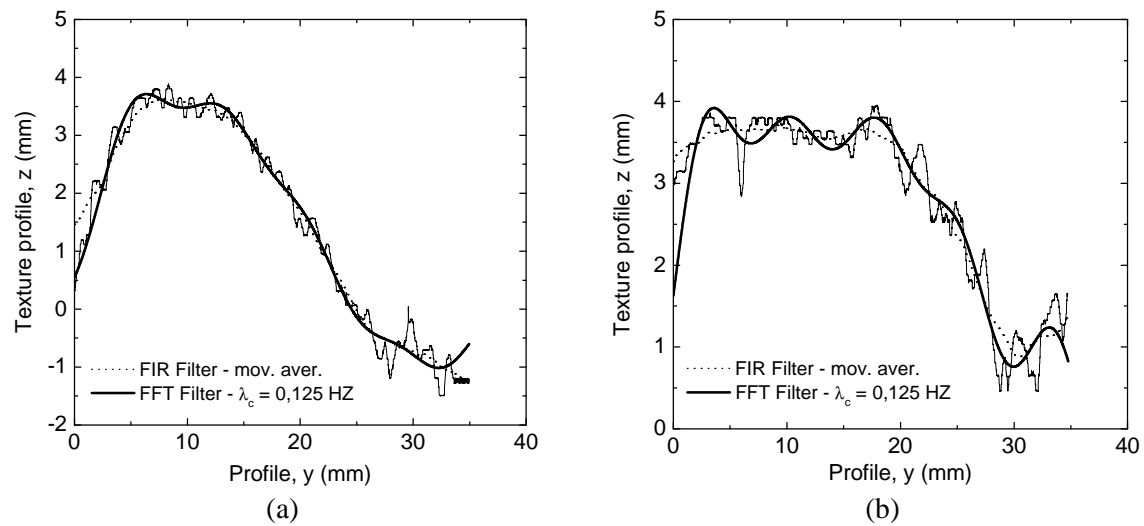 5
4
3
2
1
0
-1
-2
Texture profile, z (mm)
FIR Filter - mov. aver.
FFT Filter - λc = 0,125 HZ
0
10
20
30
40
Profile, y (mm)
(a)
5
4
3
2
1
0
Texture profile, z (mm)
FIR Filter - mov. aver.
FFT Filter - λc = 0,125 HZ
0
10
20
30
40
Profile, y (mm)
(b)